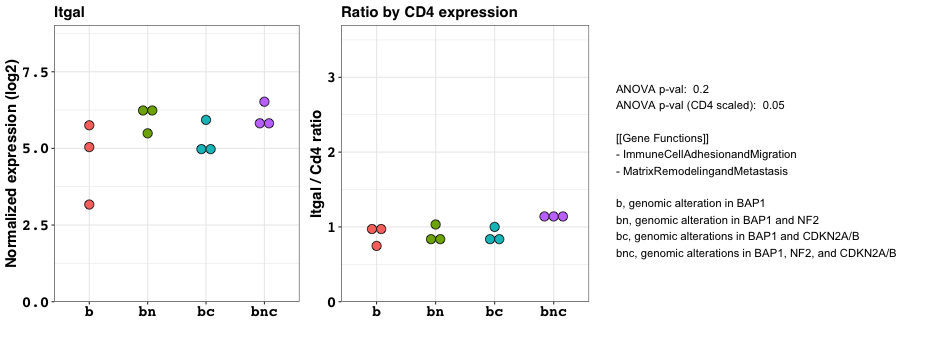 Itgal
Normalized expression (log2)
7.5
5.0
2.5
0.0
b bn bc bnc
Ratio by CD4 expression
Itgal / Cd4 ratio
3
2
1
0
b bn bc bnc
ANOVA p-val: 0.2
ANOVA p-val (CD4 scaled): 0.05
[[Gene Functions]]
- ImmuneCellAdhesionandMigration
- MatrixRemodelingandMetastasis
b, genomic alteration in BAP1
bn, genomic alteration in BAP1 and NF2
bc, genomic alterations in BAP1 and CDKN2A/B
bnc, genomic alterations in BAP1, NF2, and CDKN2A/B